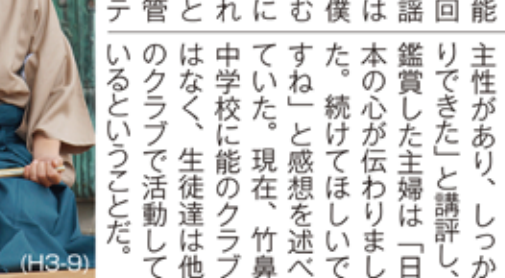 能
回
謡
は
僕
む
に
れ
と
管
テ
主性があり、しっか
りできた」と講評し、
鑑賞した主婦は「日
本の心が伝わりまし
た。続けてほしいで
すね」と感想を述べ
ていた。現在、竹鼻
中学校に能のクラブ
はなく、生徒達は他
のクラブで活動して
いるということだ。
(H3-9)